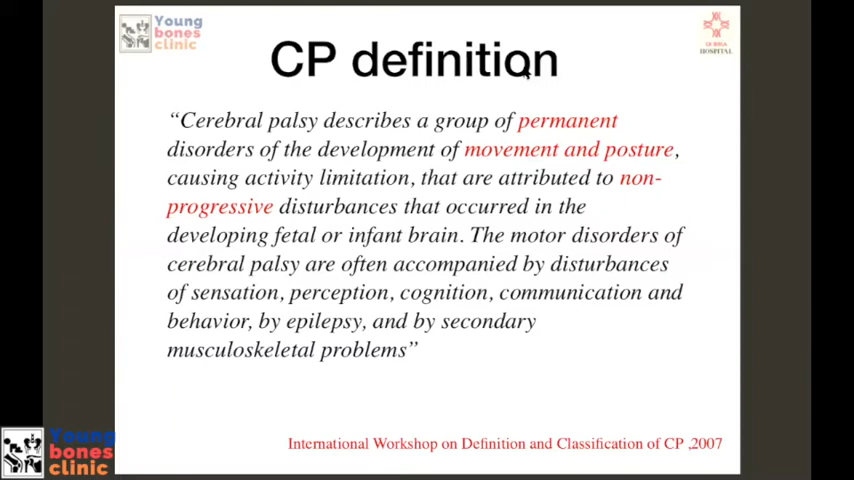 Young
bones
clinic
CK BIRLA
HOSPITAL
CP definition
“Cerebral palsy describes a group of permanent
disorders of the development of movement and posture,
causing activity limitation, that are attributed to non-
progressive disturbances that occurred in the
developing fetal or infant brain. The motor disorders of
cerebral palsy are often accompanied by disturbances
of sensation, perception, cognition, communication and
behavior, by epilepsy, and by secondary
musculoskeletal problems”
International Workshop on Definition and Classification of CP ,2007
Young
bones
clinic